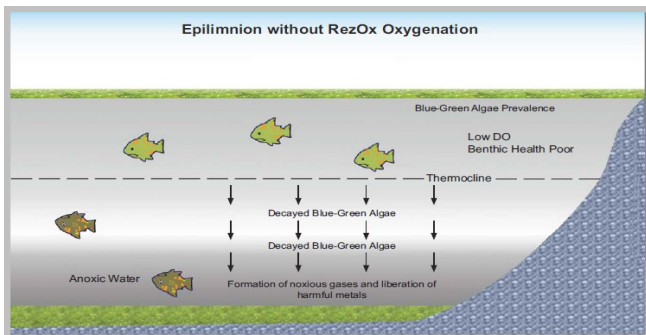 Epilimnion without RezOx Oxygenation
Blue-Green Algae Prevalence
Low DO
Benthic Health Poor
Thermocline
Decayed Blue-Green Algae
Decayed Blue-Green Algae
Anoxic Water
Formation of noxious gases and liberation of
harmful metals